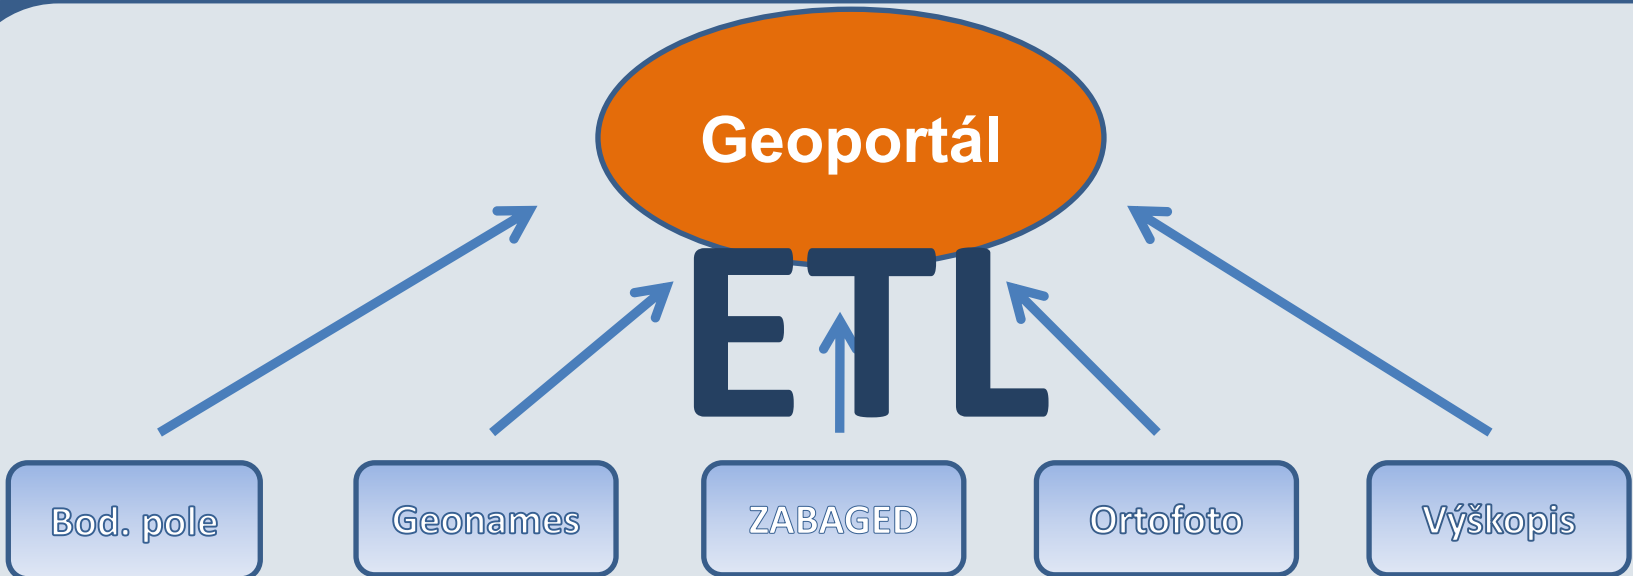 Geoportál
ETL
Bod. pole
Geonames
ZABAGED
Ortofoto
Výškopis